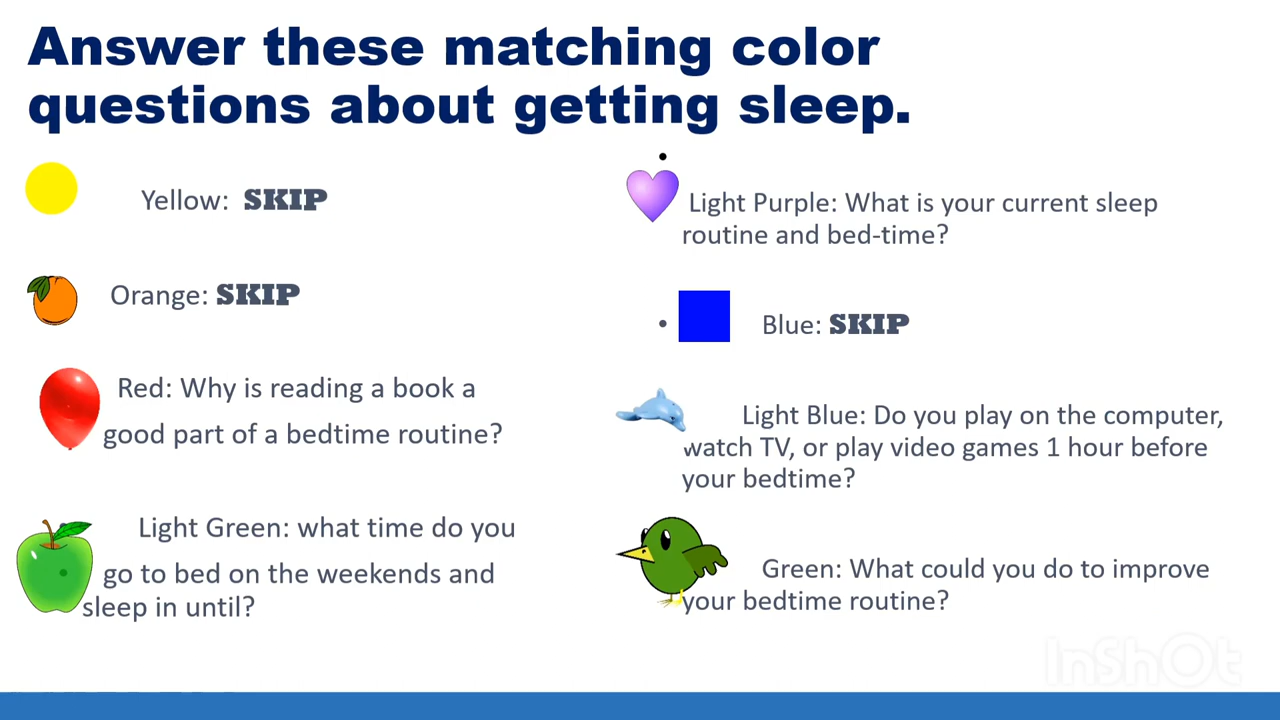 Answer these matching color
questions about getting sleep.
Yellow: SKIP
Orange: SKIP
Red: Why is reading a book a
good part of a bedtime routine?
Light Green: what time do you
go to bed on the weekends and
sleep in until?
Light Purple: What is your current sleep
routine and bed-time?
Blue: SKIP
Light Blue: Do you play on the computer,
watch TV, or play video games 1 hour before
your bedtime?
Green: What could you do to improve
your bedtime routine?
InShOt